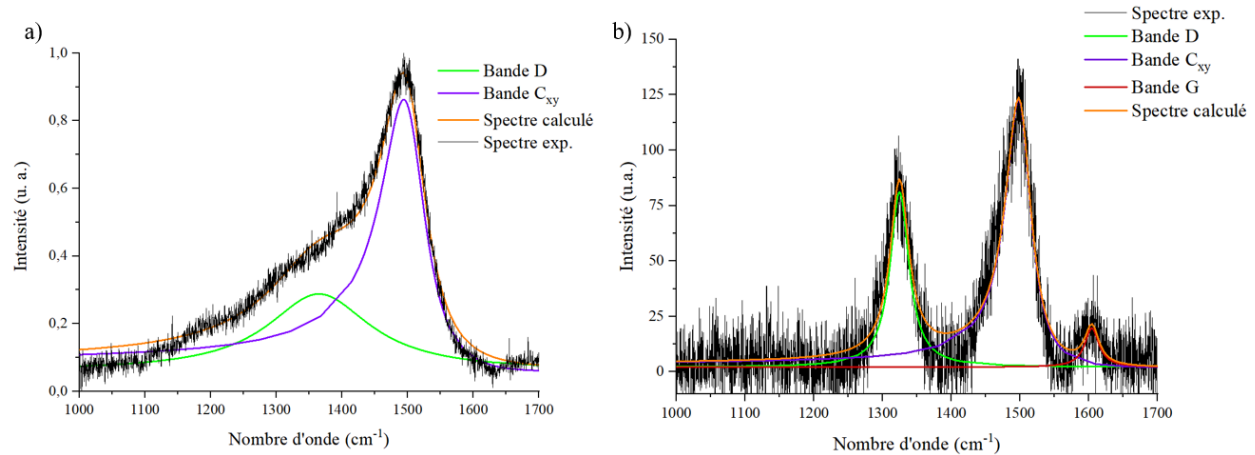 a)
1,0
0,8
0,6
0,4
0,2
0,0
Intensité (u. a.)
Bande D
Bande Cxy
Spectre calculé
Spectre exp.
1000 1100 1200 1300 1400 1500 1600 1700
Nombre d'onde (cm⁻¹)
b)
150
125
100
75
50
25
0
Intensité (u.a.)
Spectre exp.
Bande D
Bande Cxy
Bande G
Spectre calculé
1000 1100 1200 1300 1400 1500 1600 1700
Nombre d'onde (cm⁻¹)